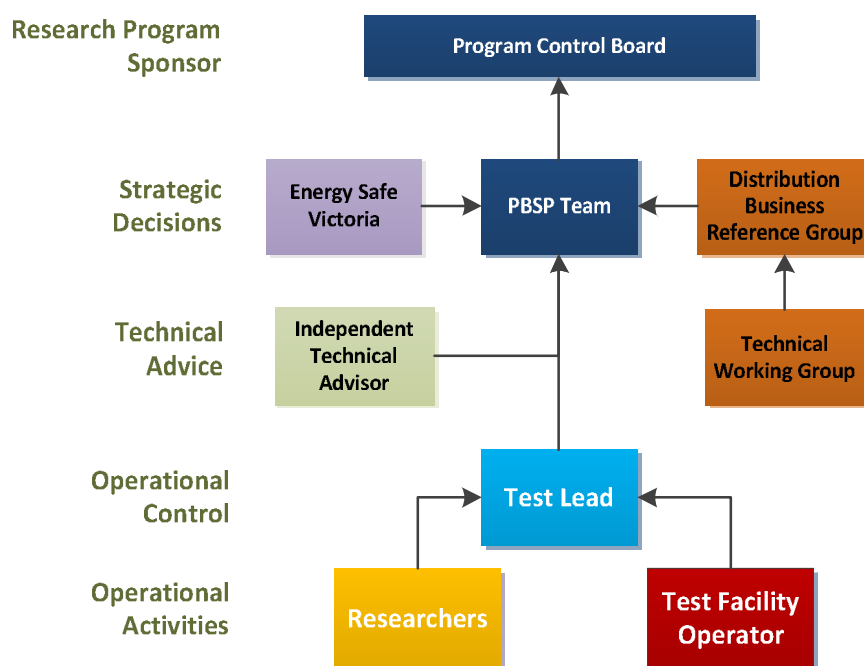 Research Program
Sponsor
Program Control Board
Strategic
Decisions
Energy Safe
Victoria
PBSP Team
Distribution
Business
Reference Group
Technical
Advice
Independent
Technical
Advisor
Technical
Working Group
Operational
Control
Test Lead
Operational
Activities
Researchers
Test Facility
Operator